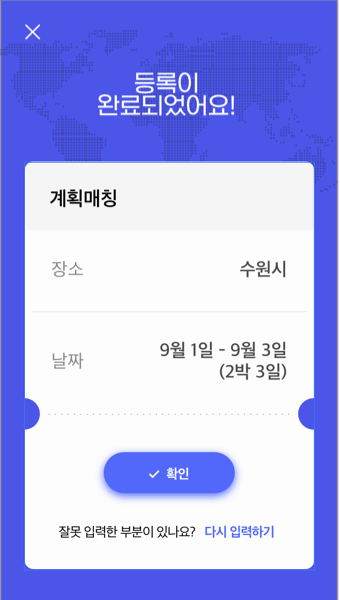 등록이
완료되었어요!
계획매칭
장소 수원시
날짜 9월 1일 - 9월 3일
(2박 3일)
확인
잘못 입력한 부분이 있나요? 다시 입력하기